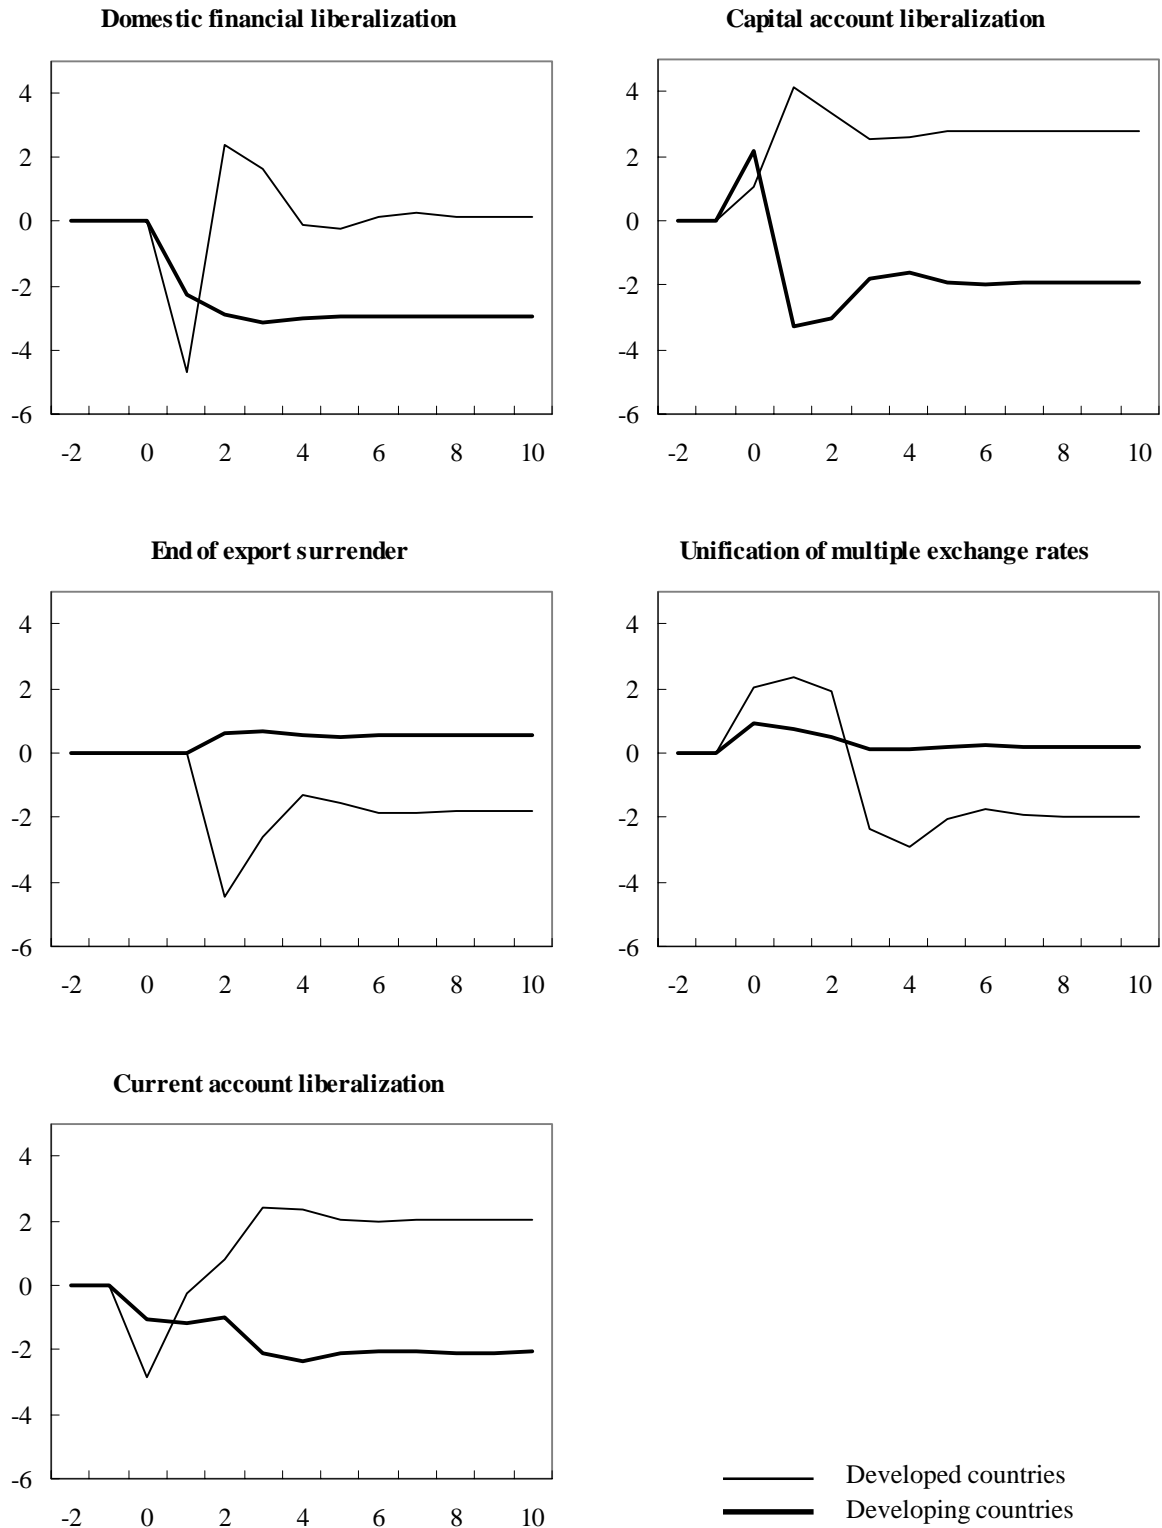 Domestic financial liberalization
4
2
0
-2
-4
-6
-2 0 2 4 6 8 10
Capital account liberalization
4
2
0
-2
-4
-6
-2 0 2 4 6 8 10
End of export surrender
4
2
0
-2
-4
-6
-2 0 2 4 6 8 10
Unification of multiple exchange rates
4
2
0
-2
-4
-6
-2 0 2 4 6 8 10
Current account liberalization
4
2
0
-2
-4
-6
-2 0 2 4 6 8 10
Developed countries
Developing countries